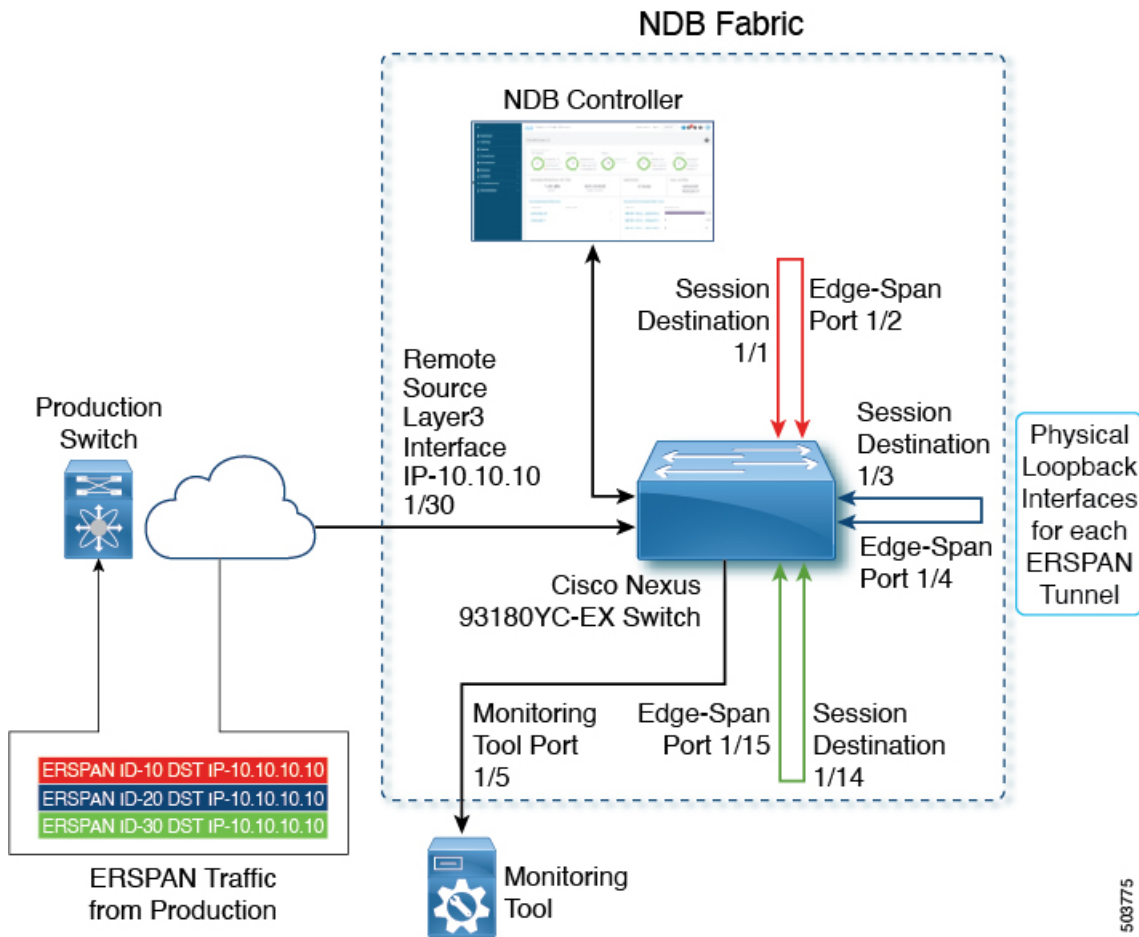 NDB Fabric
NDB Controller
Session
Destination
1/1
Edge-Span
Port 1/2
Remote
Source
Layer3
Interface
IP-10.10.10
1/30
Production
Switch
Session
Destination
1/3
Physical
Loopback
Interfaces
for each
ERSPAN
Tunnel
Edge-Span
Port 1/4
Cisco Nexus
93180YC-EX Switch
Monitoring
Tool Port
1/5
Edge-Span
Port 1/15
Session
Destination
1/14
ERSPAN ID-10 DST IP-10.10.10.10
ERSPAN ID-20 DST IP-10.10.10.10
ERSPAN ID-30 DST IP-10.10.10.10
ERSPAN Traffic
from Production
Monitoring
Tool
503775